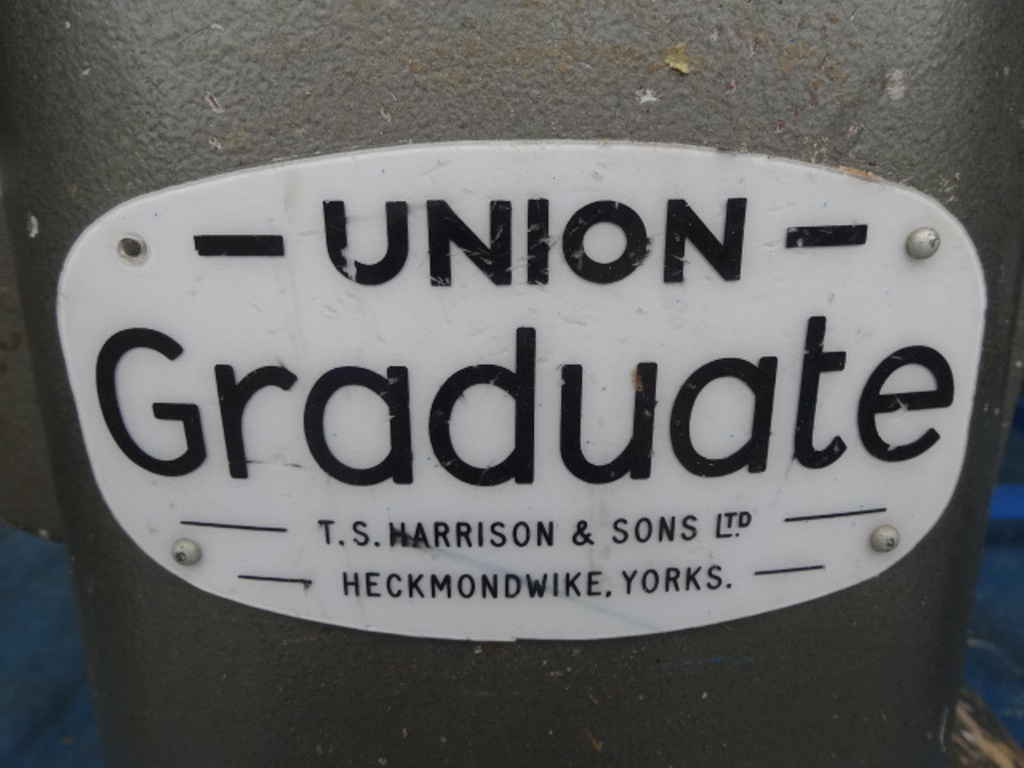 — UNION —
Graduate
T. S. HARRISON & SONS LTD.
HECKMONDWIKE, YORKS.